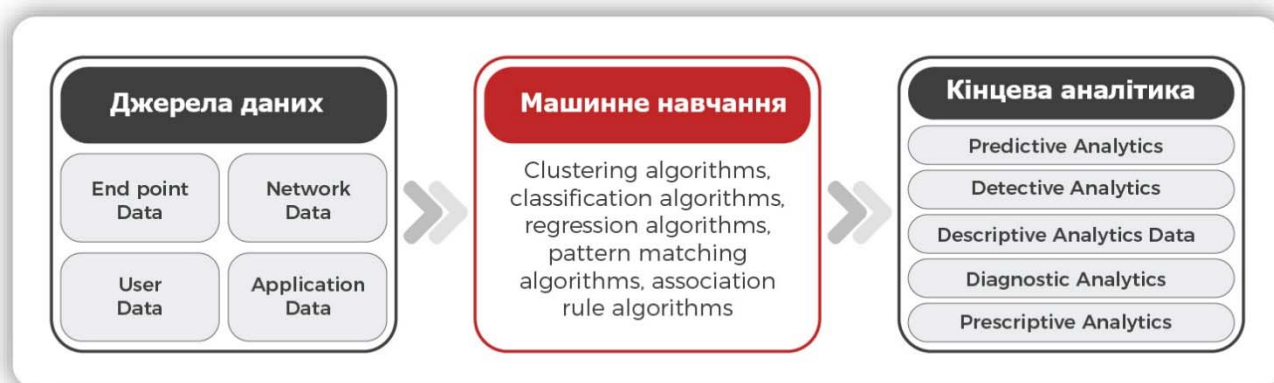 Джерела даних
End point
Data
Network
Data
User
Data
Application
Data
Машинне навчання
Clustering algorithms,
classification algorithms,
regression algorithms,
pattern matching
algorithms, association
rule algorithms
Кінцева аналітика
Predictive Analytics
Detective Analytics
Descriptive Analytics Data
Diagnostic Analytics
Prescriptive Analytics